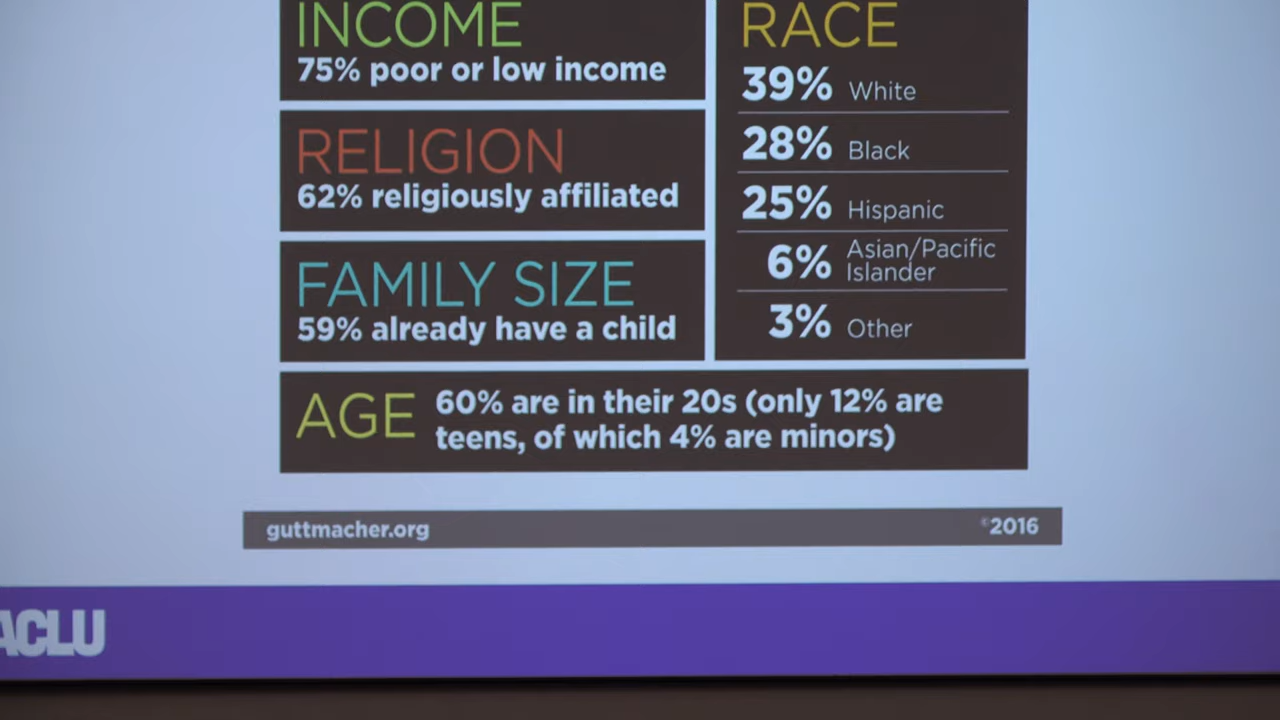 INCOME
75% poor or low income
RELIGION
62% religiously affiliated
FAMILY SIZE
59% already have a child
RACE
39% White
28% Black
25% Hispanic
6% Asian/Pacific
Islander
3% Other
AGE
60% are in their 20s (only 12% are
teens, of which 4% are minors)
guttmacher.org
©2016
ACLU